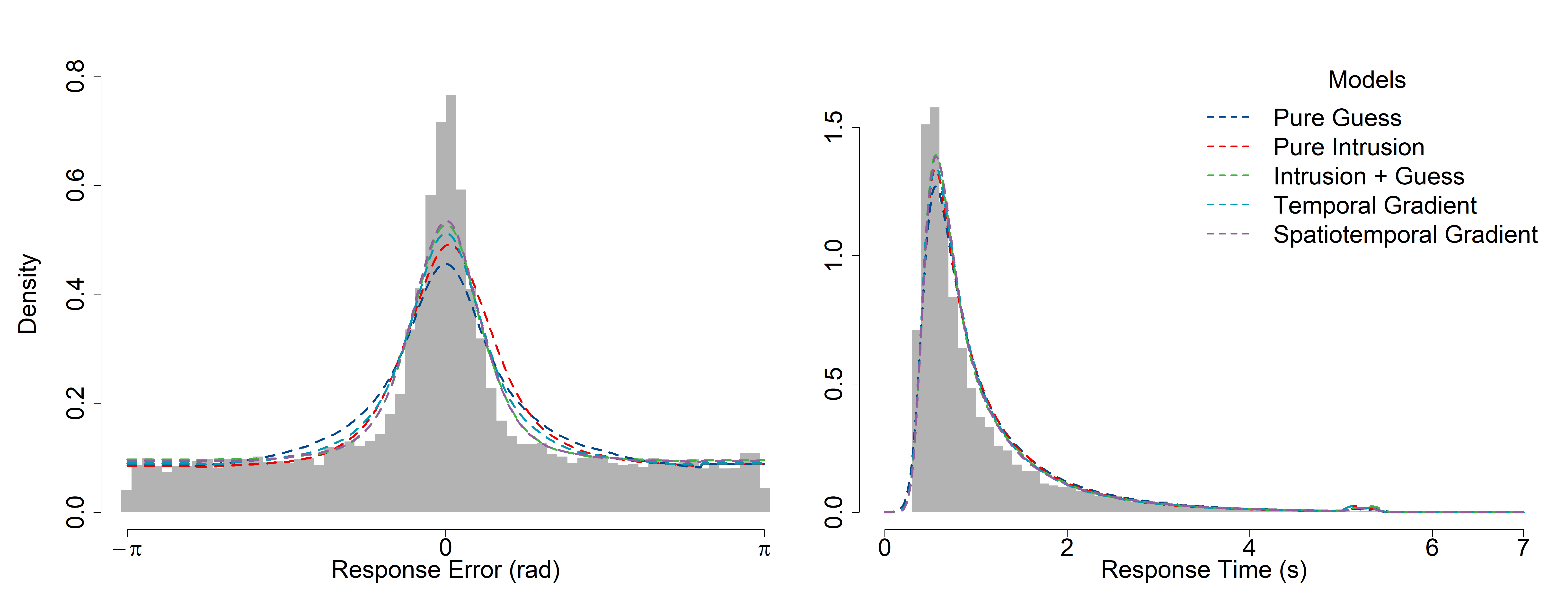 Density
0.8
0.6
0.4
0.2
0.0
−π 0 π
Response Error (rad)
1.5
1.0
0.5
0.0
0 2 4 6 7
Response Time (s)
Models
Pure Guess
Pure Intrusion
Intrusion + Guess
Temporal Gradient
Spatiotemporal Gradient